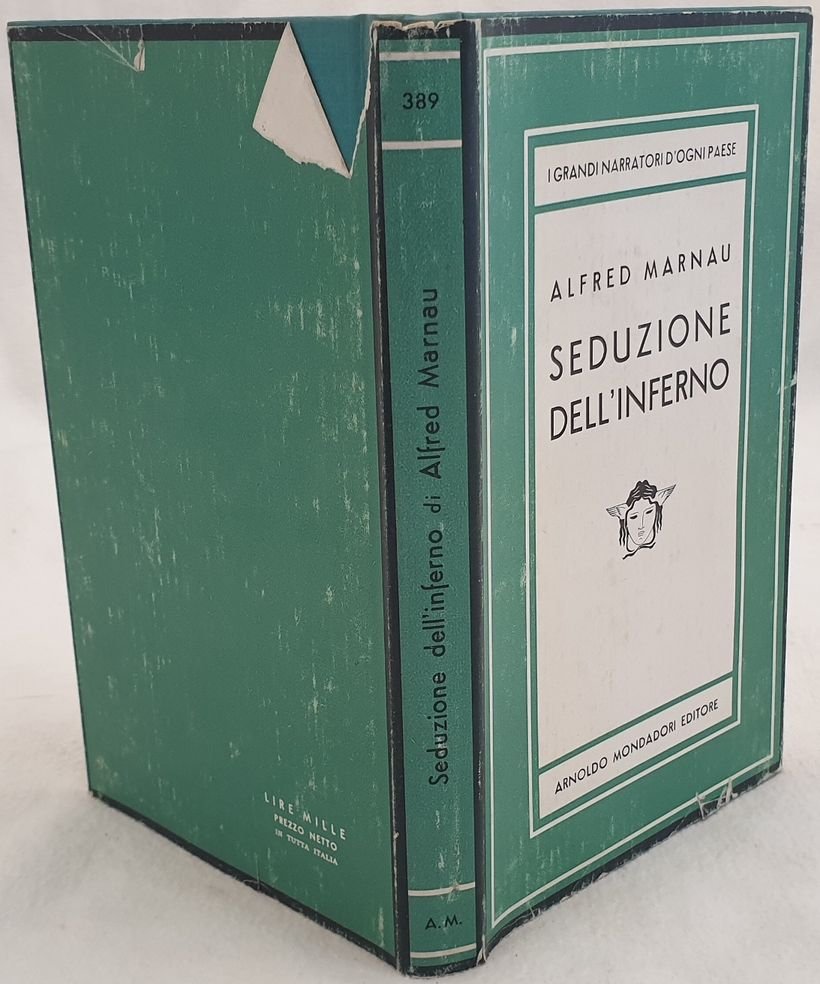 389
Seduzione dell'inferno di Alfred Marnau
A. M.
I GRANDI NARRATORI D'OGNI PAESE
ALFRED MARNAU
SEDUZIONE
DELL'INFERNO
ARNOLDO MONDADORI EDITORE
LIRE MILLE
PREZZO NETTO
IN TUTTA ITALIA